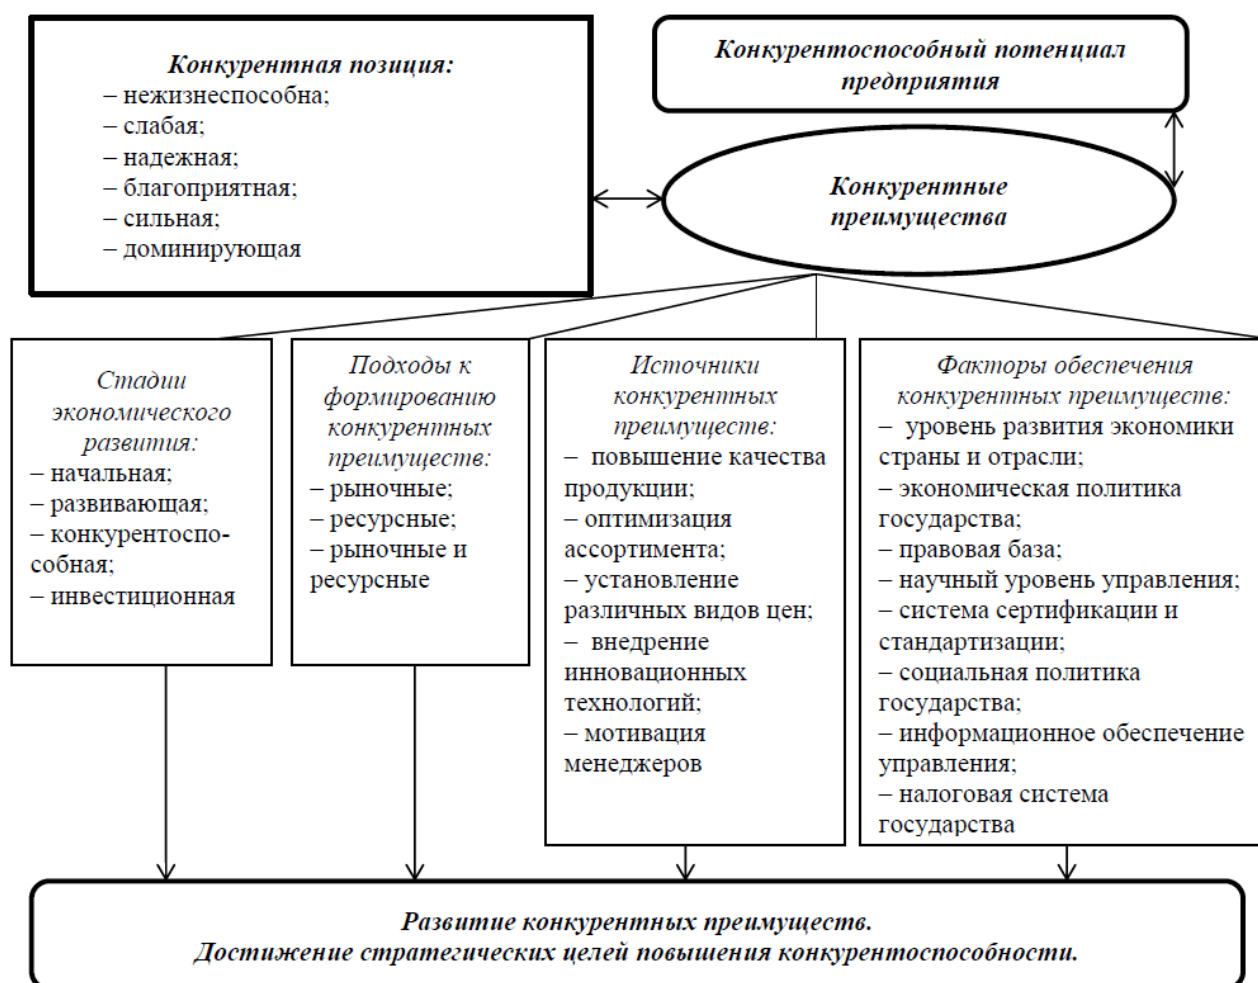 Конкурентная позиция:
– нежизнеспособна;
– слабая;
– надежная;
– благоприятная;
– сильная;
– доминирующая
Конкурентоспособный потенциал
предприятия
Конкурентные
преимущества
Стадии
экономического
развития:
– начальная;
– развивающая;
– конкурентоспо-
собная;
– инвестиционная
Подходы к
формированию
конкурентных
преимуществ:
– рыночные;
– ресурсные;
– рыночные и
ресурсные
Источники
конкурентных
преимуществ:
– повышение качества
продукции;
– оптимизация
ассортимента;
– установление
различных видов цен;
– внедрение
инновационных
технологий;
– мотивация
менеджеров
Факторы обеспечения
конкурентных преимуществ:
– уровень развития экономики
страны и отрасли;
– экономическая политика
государства;
– правовая база;
– научный уровень управления;
– система сертификации и
стандартизации;
– социальная политика
государства;
– информационное обеспечение
управления;
– налоговая система
государства
Развитие конкурентных преимуществ.
Достижение стратегических целей повышения конкурентоспособности.